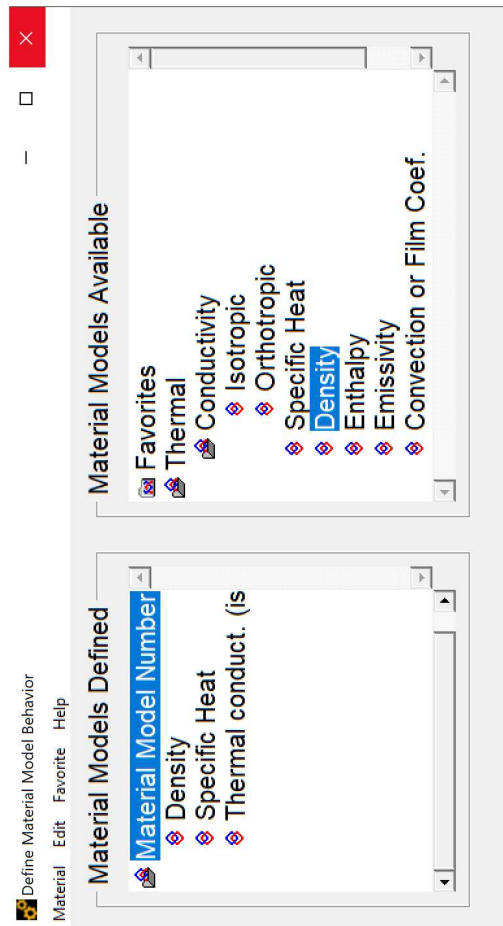 Define Material Model Behavior
Material Edit Favorite Help
Material Models Defined
Material Model Number
Density
Specific Heat
Thermal conduct. (is
Material Models Available
Favorites
Thermal
Conductivity
Isotropic
Orthotropic
Specific Heat
Density
Enthalpy
Emissivity
Convection or Film Coef.